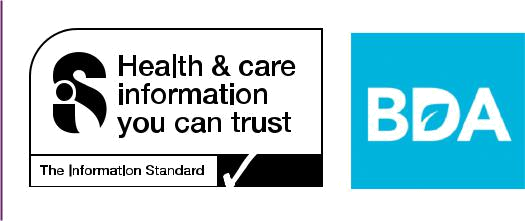 Health & care
information
you can trust
The Information Standard
BDA